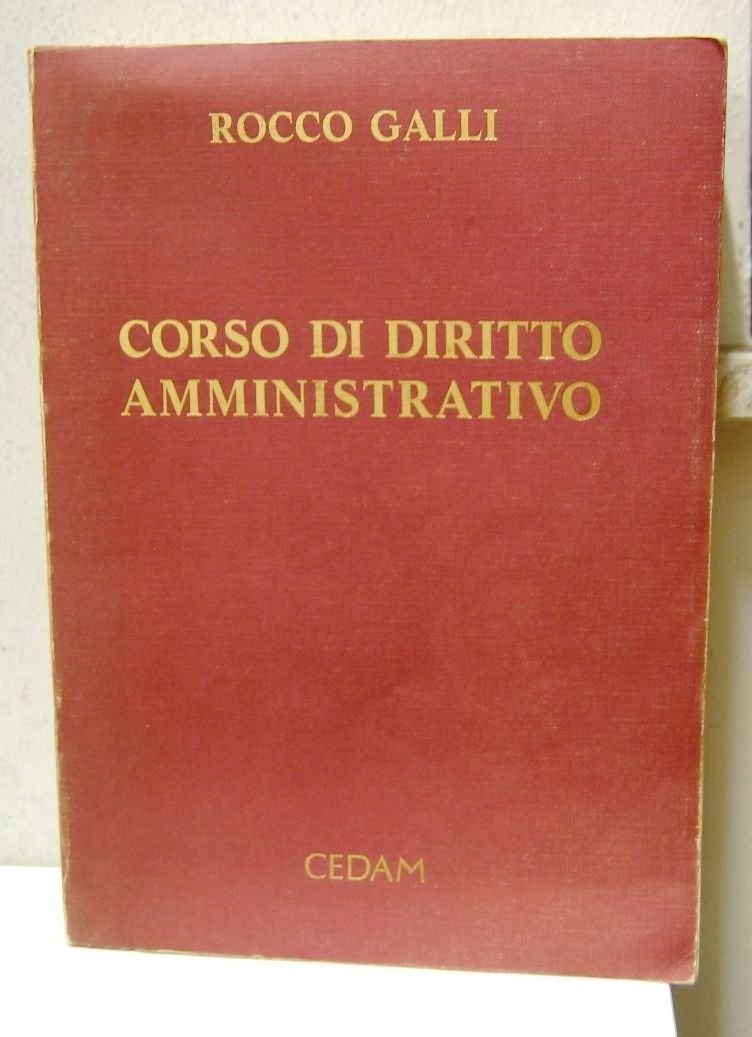 ROCCO GALLI
CORSO DI DIRITTO
AMMINISTRATIVO
CEDAM